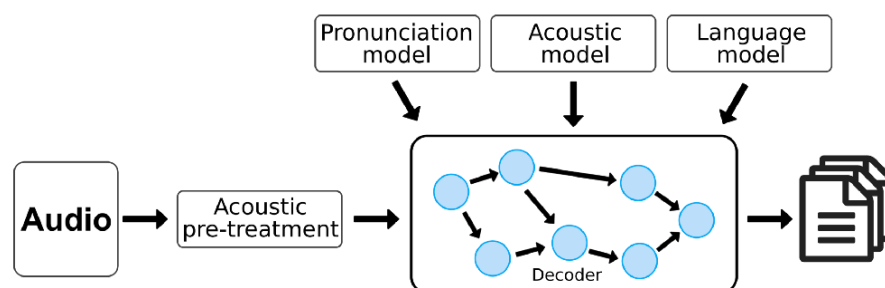 Pronunciation
model
Acoustic
model
Language
model
Audio
Acoustic
pre-treatment
Decoder